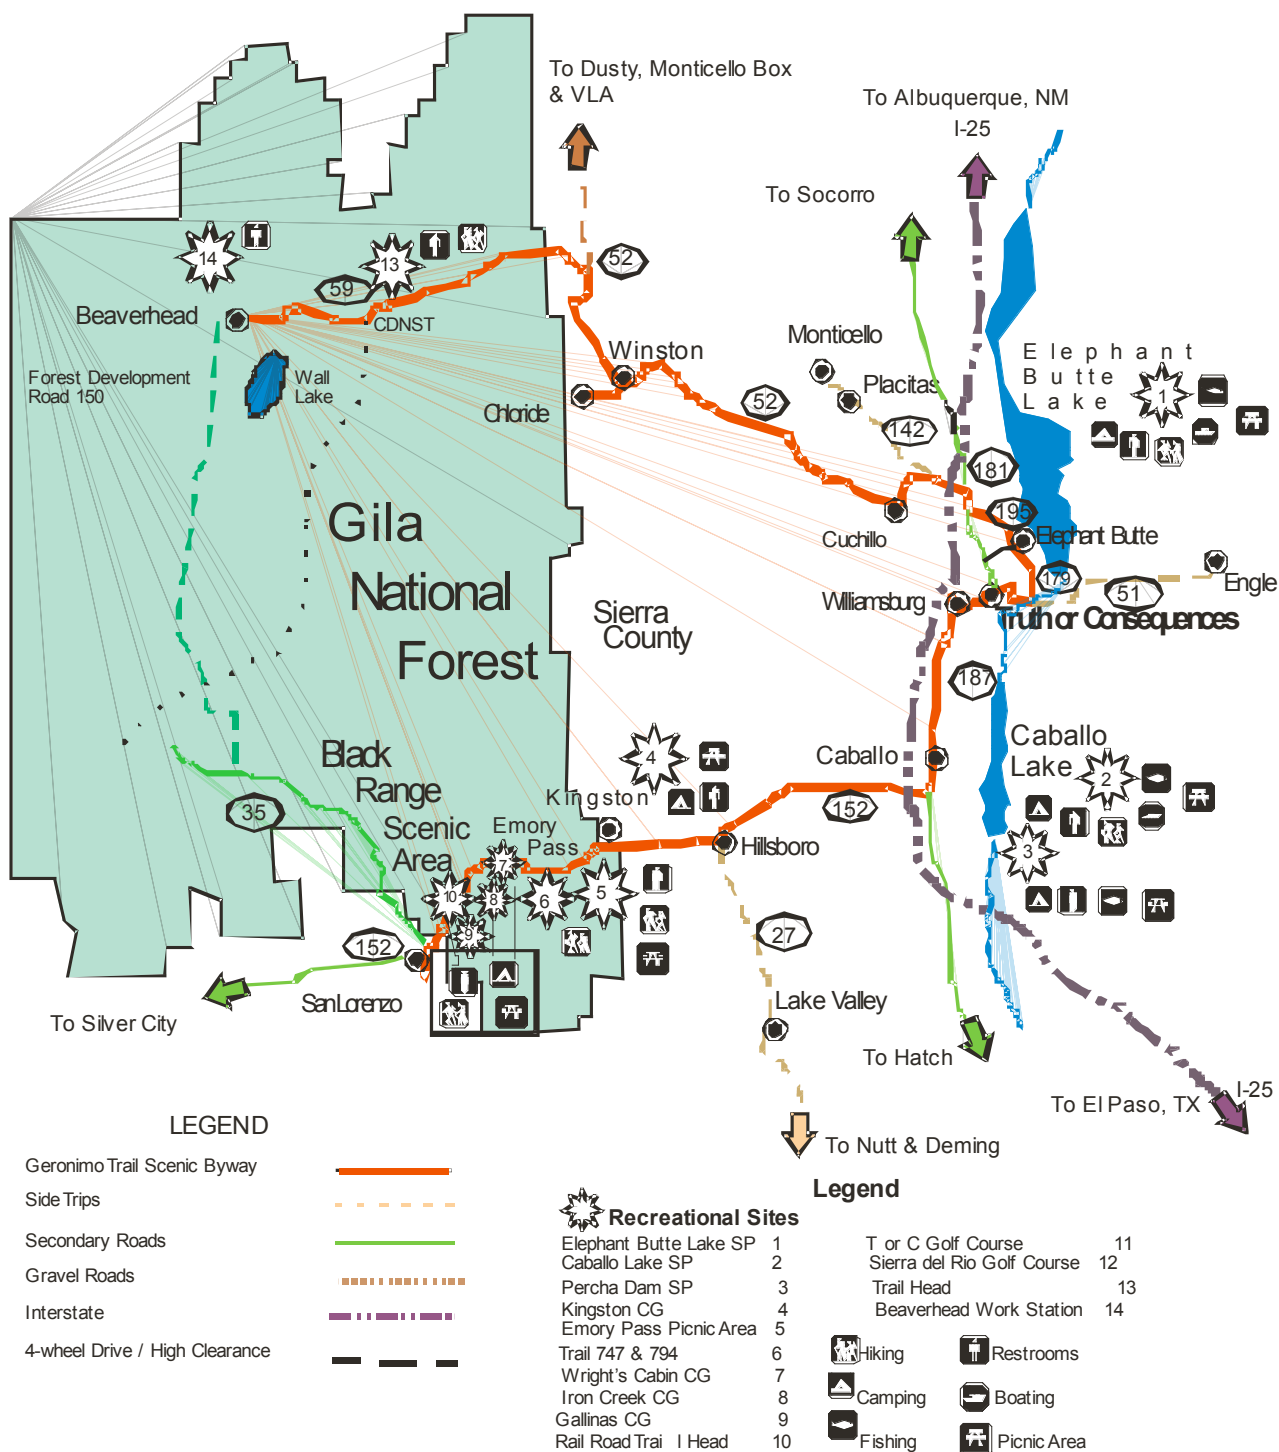 To Dusty, Monticello Box
& VLA
To Albuquerque, NM
I-25
To Socorro
14
13
52
59
Beaverhead
CDNST
Monticello
Winston
Elephant
Butte
Lake
1
Forest Development
Road 150
Wall
Lake
Placitas
Chloride
52
142
181
Gila
National
Forest
195
Cuchillo
Elephant Butte
179
51
Engle
Sierra
County
Williamsburg
Truth or Consequences
187
Black
Range
Scenic
Area
4
Caballo
Caballo
Lake
2
35
Kingston
152
Emory
Pass
Hillsboro
3
7
10
8
6
5
9
152
27
San Lorenzo
Lake Valley
To Silver City
To Hatch
I-25
To El Paso, TX
To Nutt & Deming
LEGEND
Geronimo Trail Scenic Byway
Side Trips
Secondary Roads
Gravel Roads
Interstate
4-wheel Drive / High Clearance
Legend
Recreational Sites
Elephant Butte Lake SP 1
Caballo Lake SP 2
Percha Dam SP 3
Kingston CG 4
Emory Pass Picnic Area 5
Trail 747 & 794 6
Wright's Cabin CG 7
Iron Creek CG 8
Gallinas CG 9
Rail Road Trai l Head 10
T or C Golf Course 11
Sierra del Rio Golf Course 12
Trail Head 13
Beaverhead Work Station 14
Hiking
Restrooms
Camping
Boating
Fishing
Picnic Area